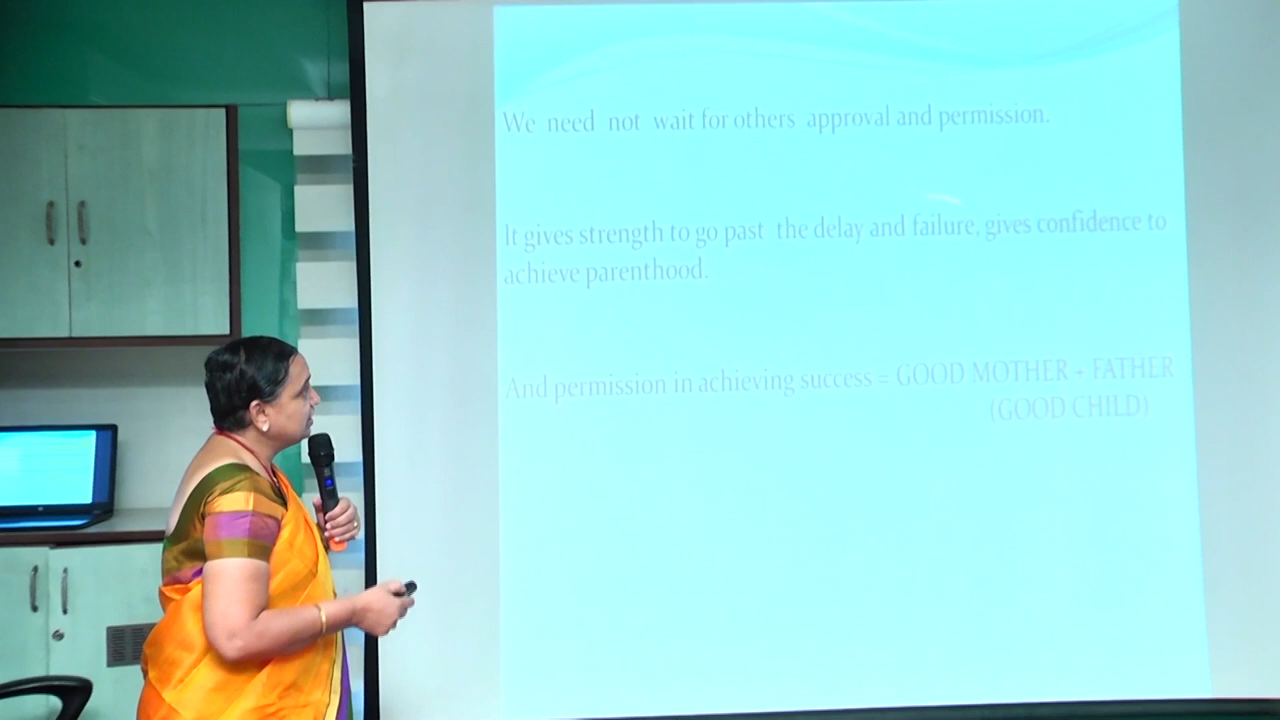 We need not wait for others approval and permission.
It gives strength to go past the delay and failure, gives confidence to
achieve parenthood.
And permission in achieving success = GOOD MOTHER + FATHER
(GOOD CHILD)